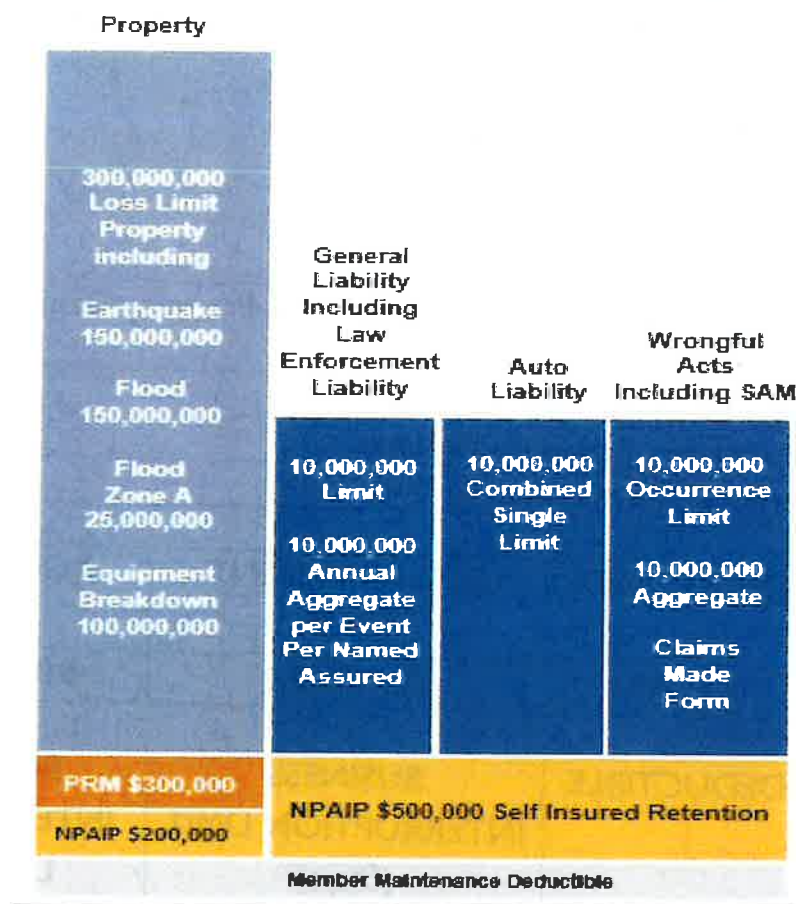 Property
300,000,000
Loss Limit
Property
including
Earthquake
150,000,000
Flood
150,000,000
Flood
Zone A
25,000,000
Equipment
Breakdown
100,000,000
General
Liability
Including
Law
Enforcement
Liability
10,000,000
Limit
10,000,000
Annual
Aggregate
per Event
Per Named
Assured
Auto
Liability
10,000,000
Combined
Single
Limit
Wrongful
Acts
Including SAM
10,000,000
Occurrence
Limit
10,000,000
Aggregate
Claims
Made
Form
PRM $300,000
NPAIP $200,000
NPAIP $500,000 Self Insured Retention
Member Maintenance Deductible